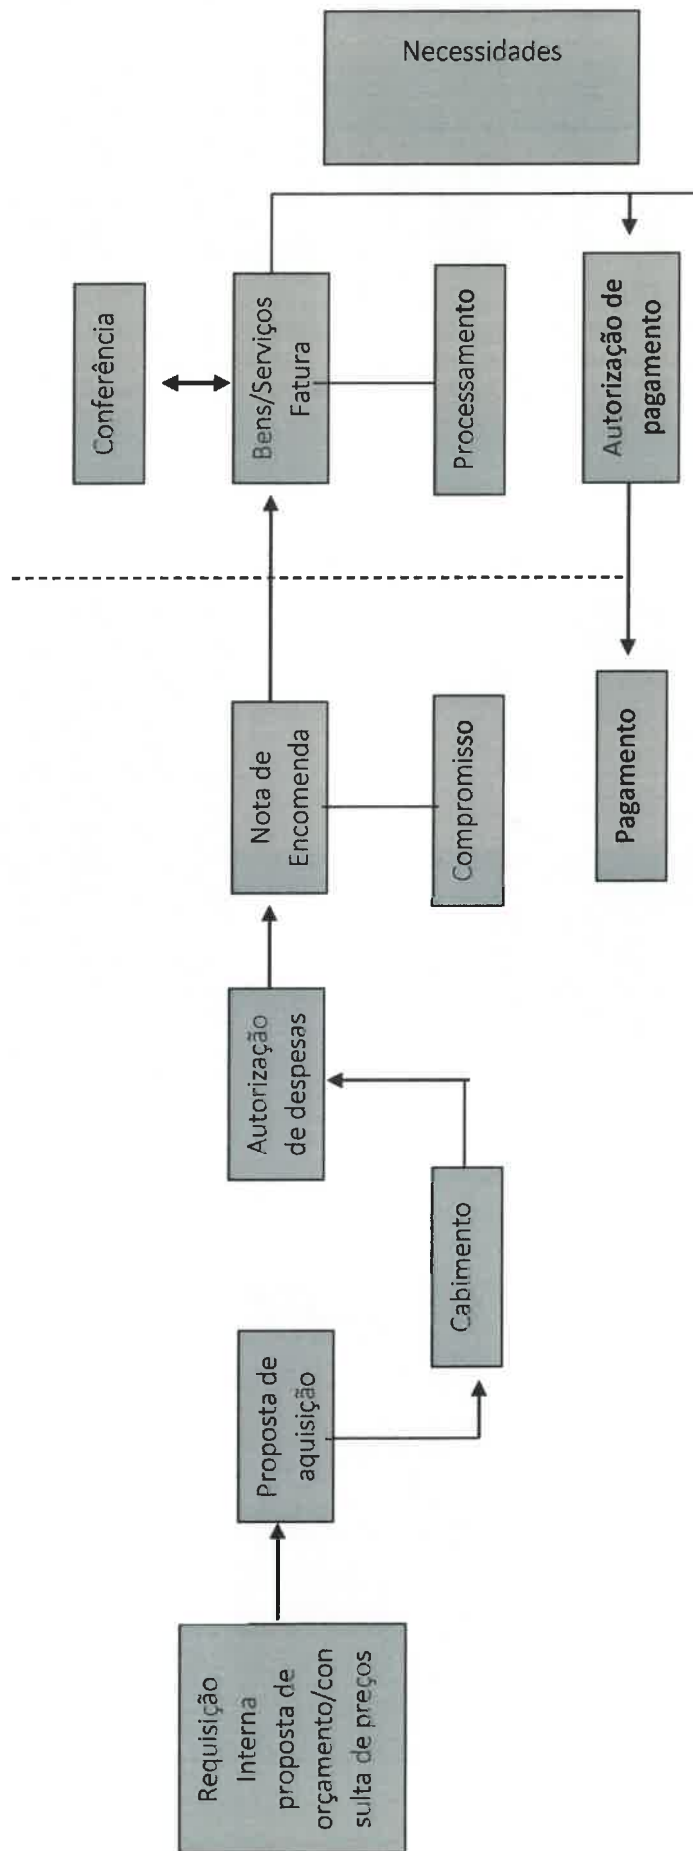 Necessidades
Requisição
Interna
proposta de
orçamento/con
sulta de preços
Proposta de
aquisição
Cabimento
Autorização
de despesas
Nota de
Encomenda
Compromisso
Conferência
Bens/Serviços
Fatura
Processamento
Autorização de
pagamento
Pagamento